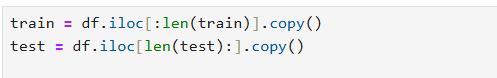 train = df.iloc[:len(train)].copy()
test = df.iloc[len(test):].copy()